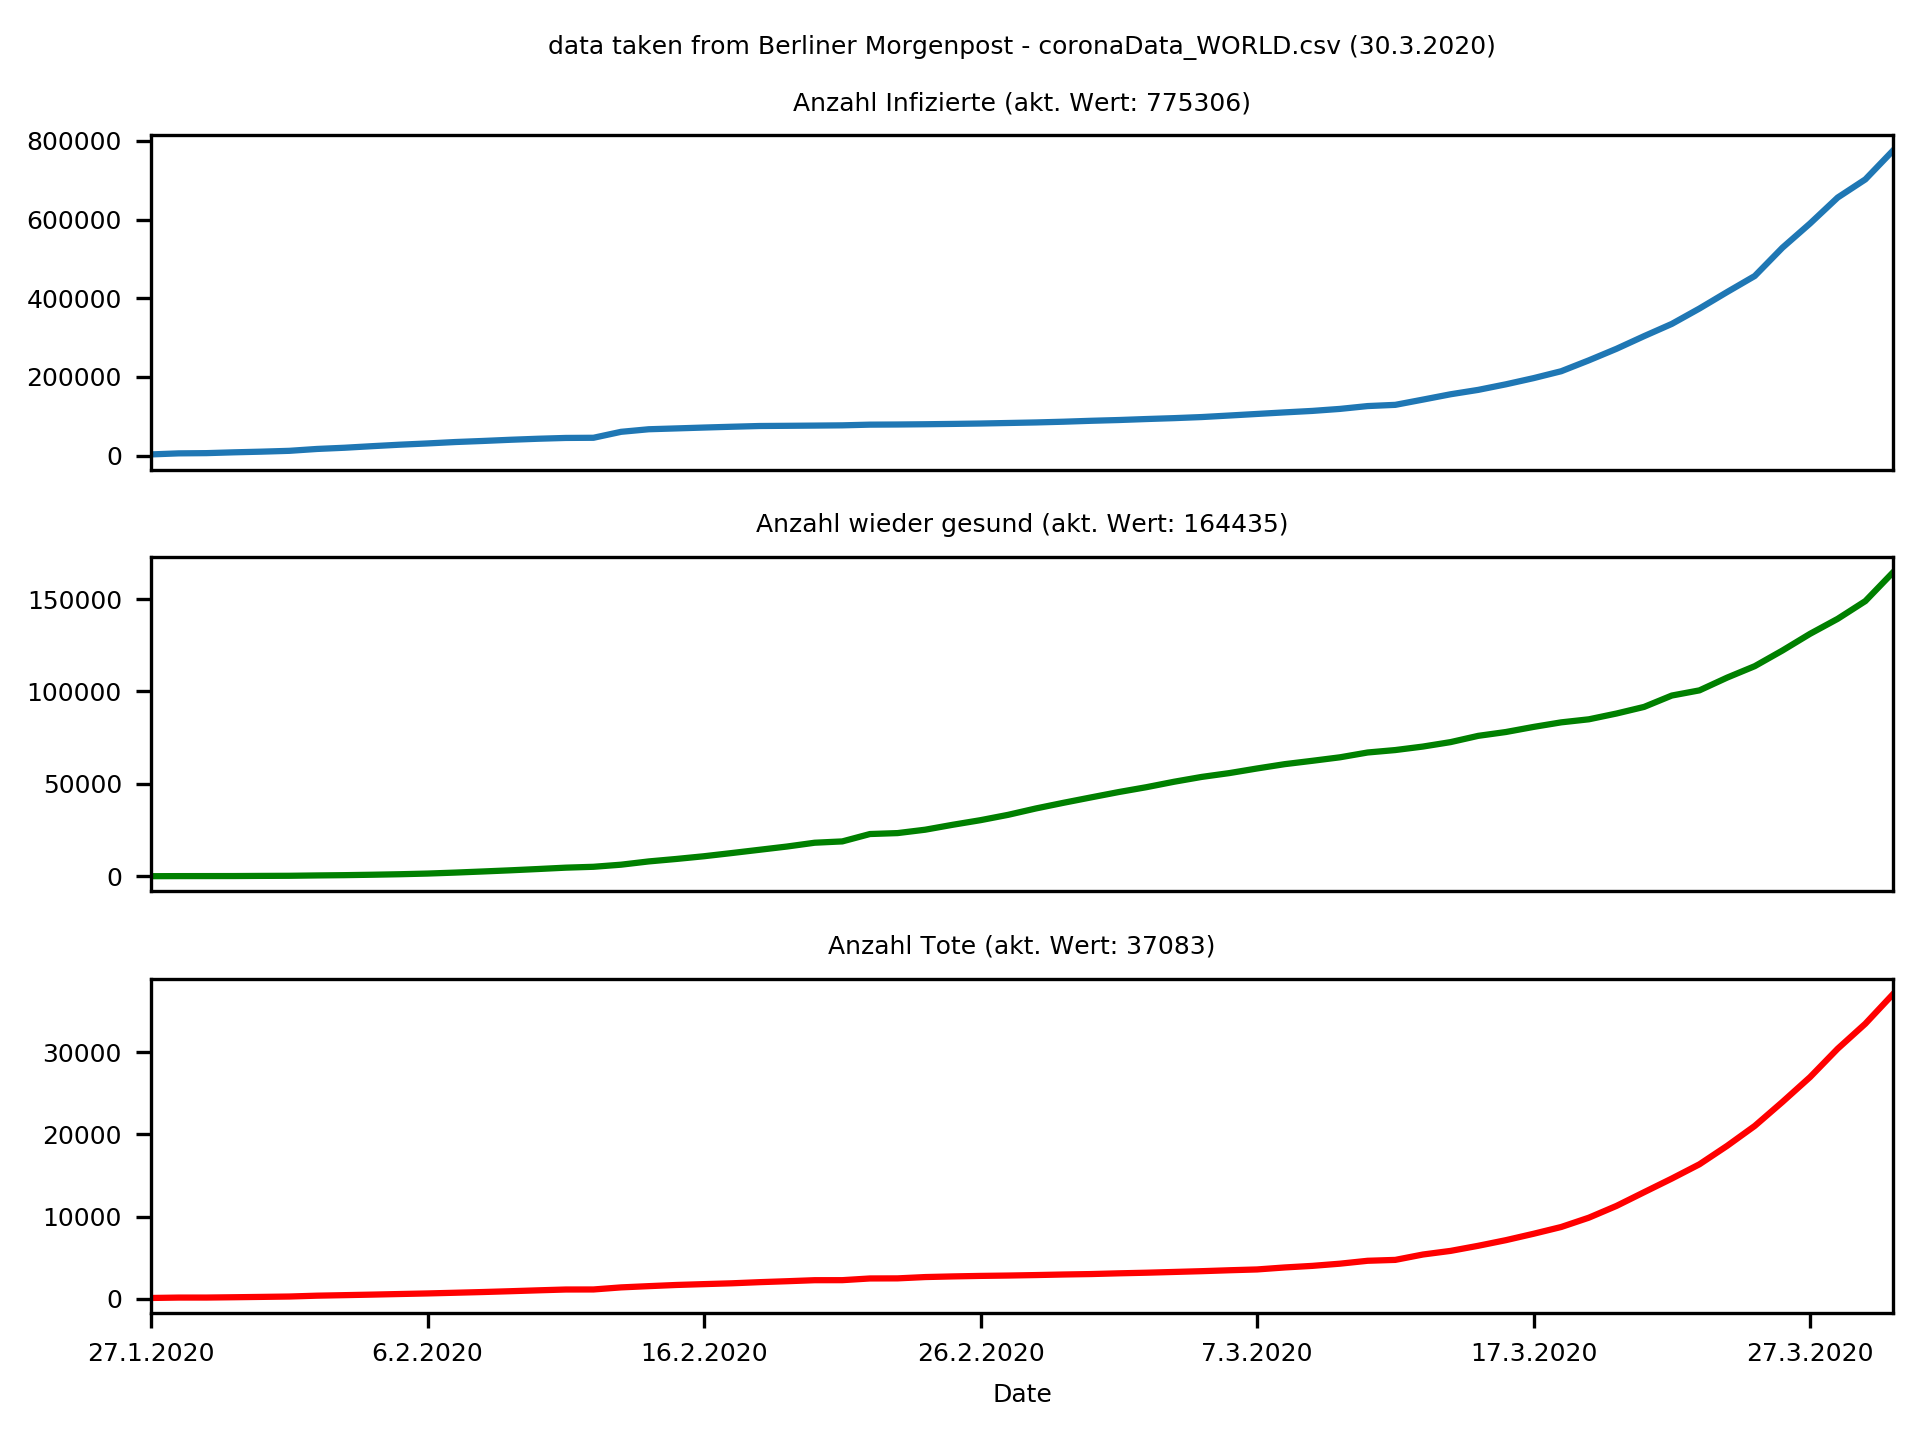 data taken from Berliner Morgenpost - coronaData_WORLD.csv (30.3.2020)
Anzahl Infizierte (akt. Wert: 775306)
800000
600000
400000
200000
0
Anzahl wieder gesund (akt. Wert: 164435)
150000
100000
50000
0
Anzahl Tote (akt. Wert: 37083)
30000
20000
10000
0
27.1.2020 6.2.2020 16.2.2020 26.2.2020 7.3.2020 17.3.2020 27.3.2020
Date